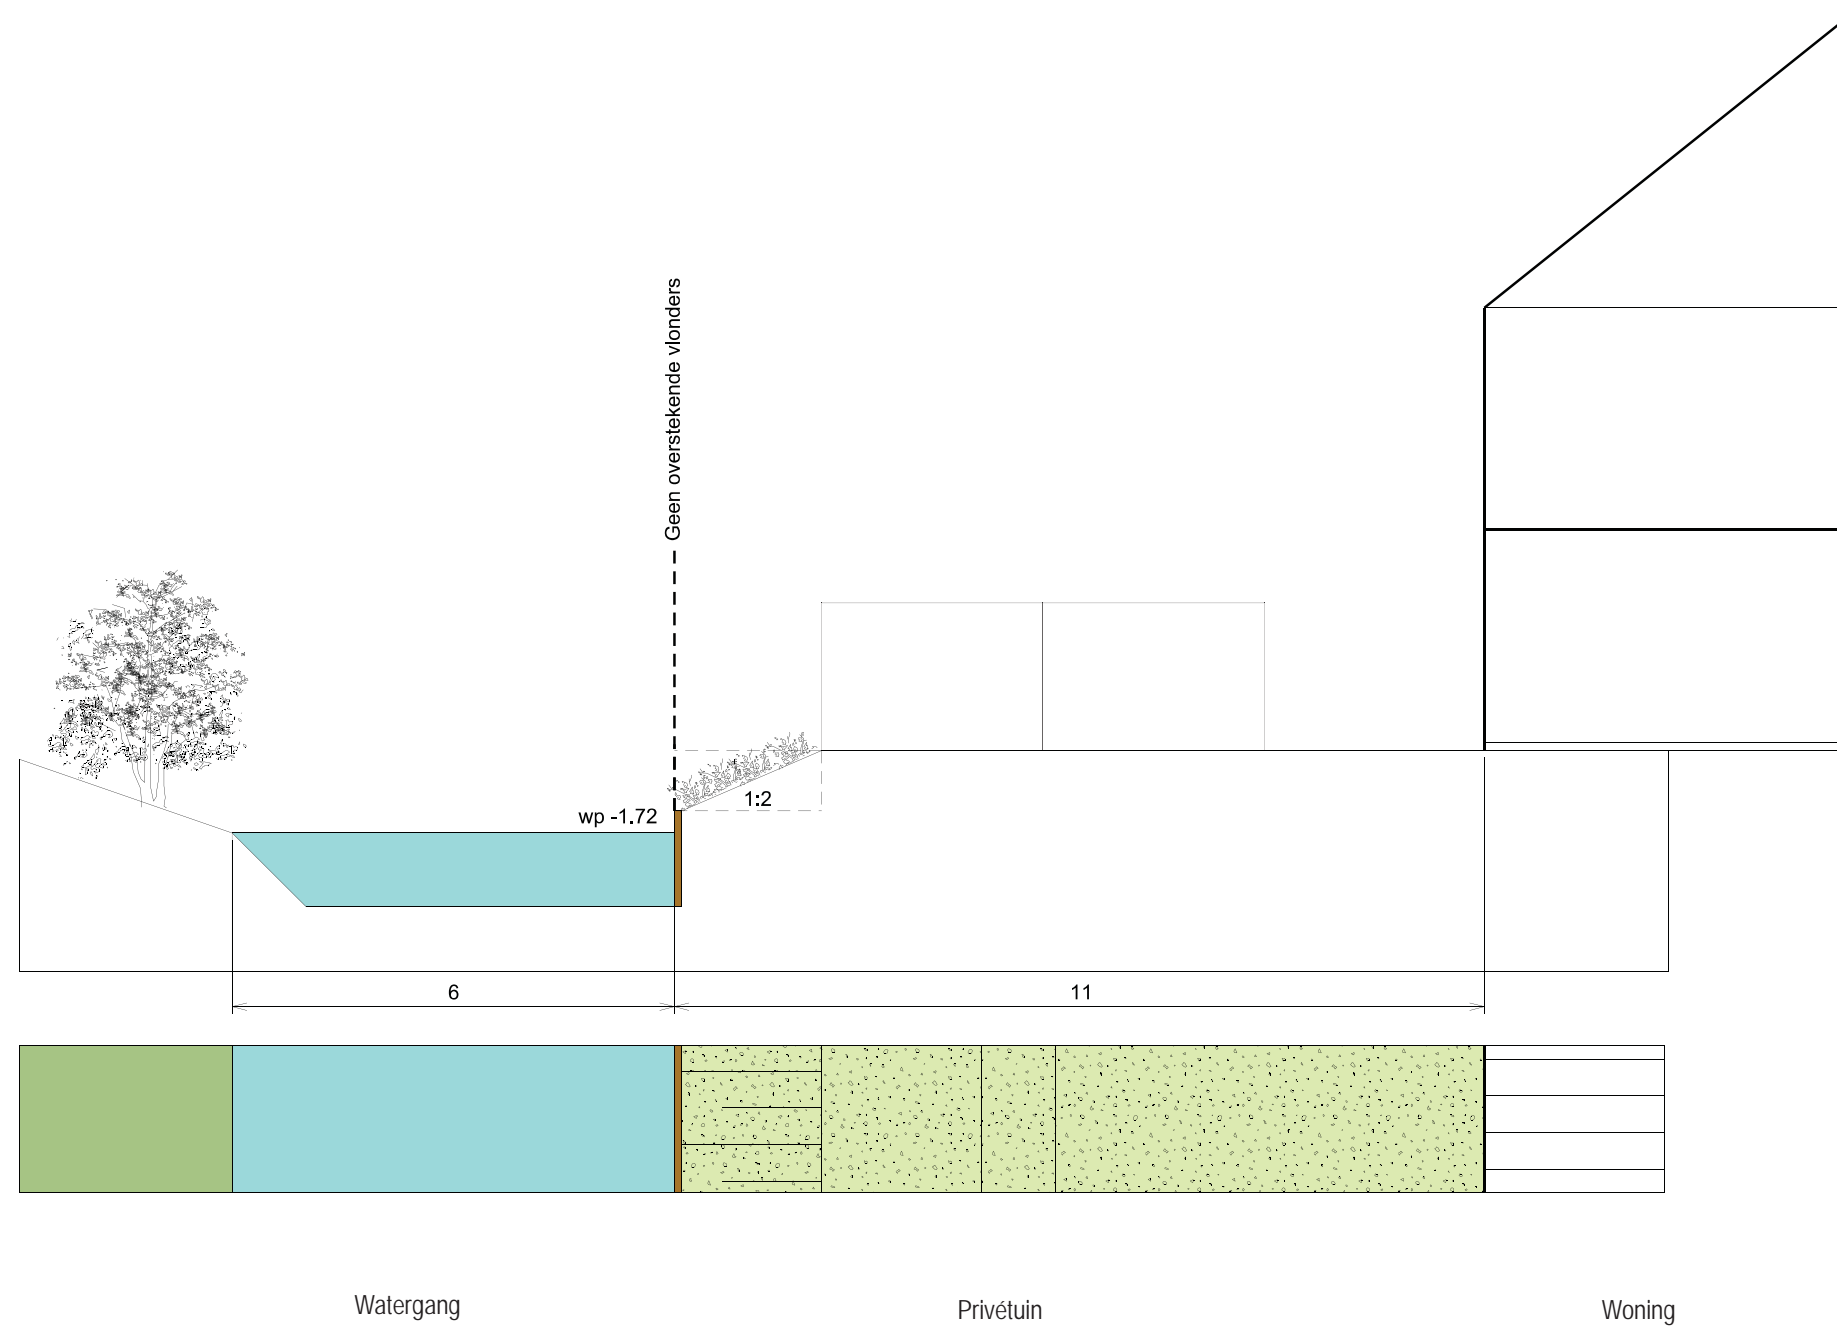 Geen overstekende vlonders
1:2
wp -1.72
6
11
Watergang
Privétuin
Woning